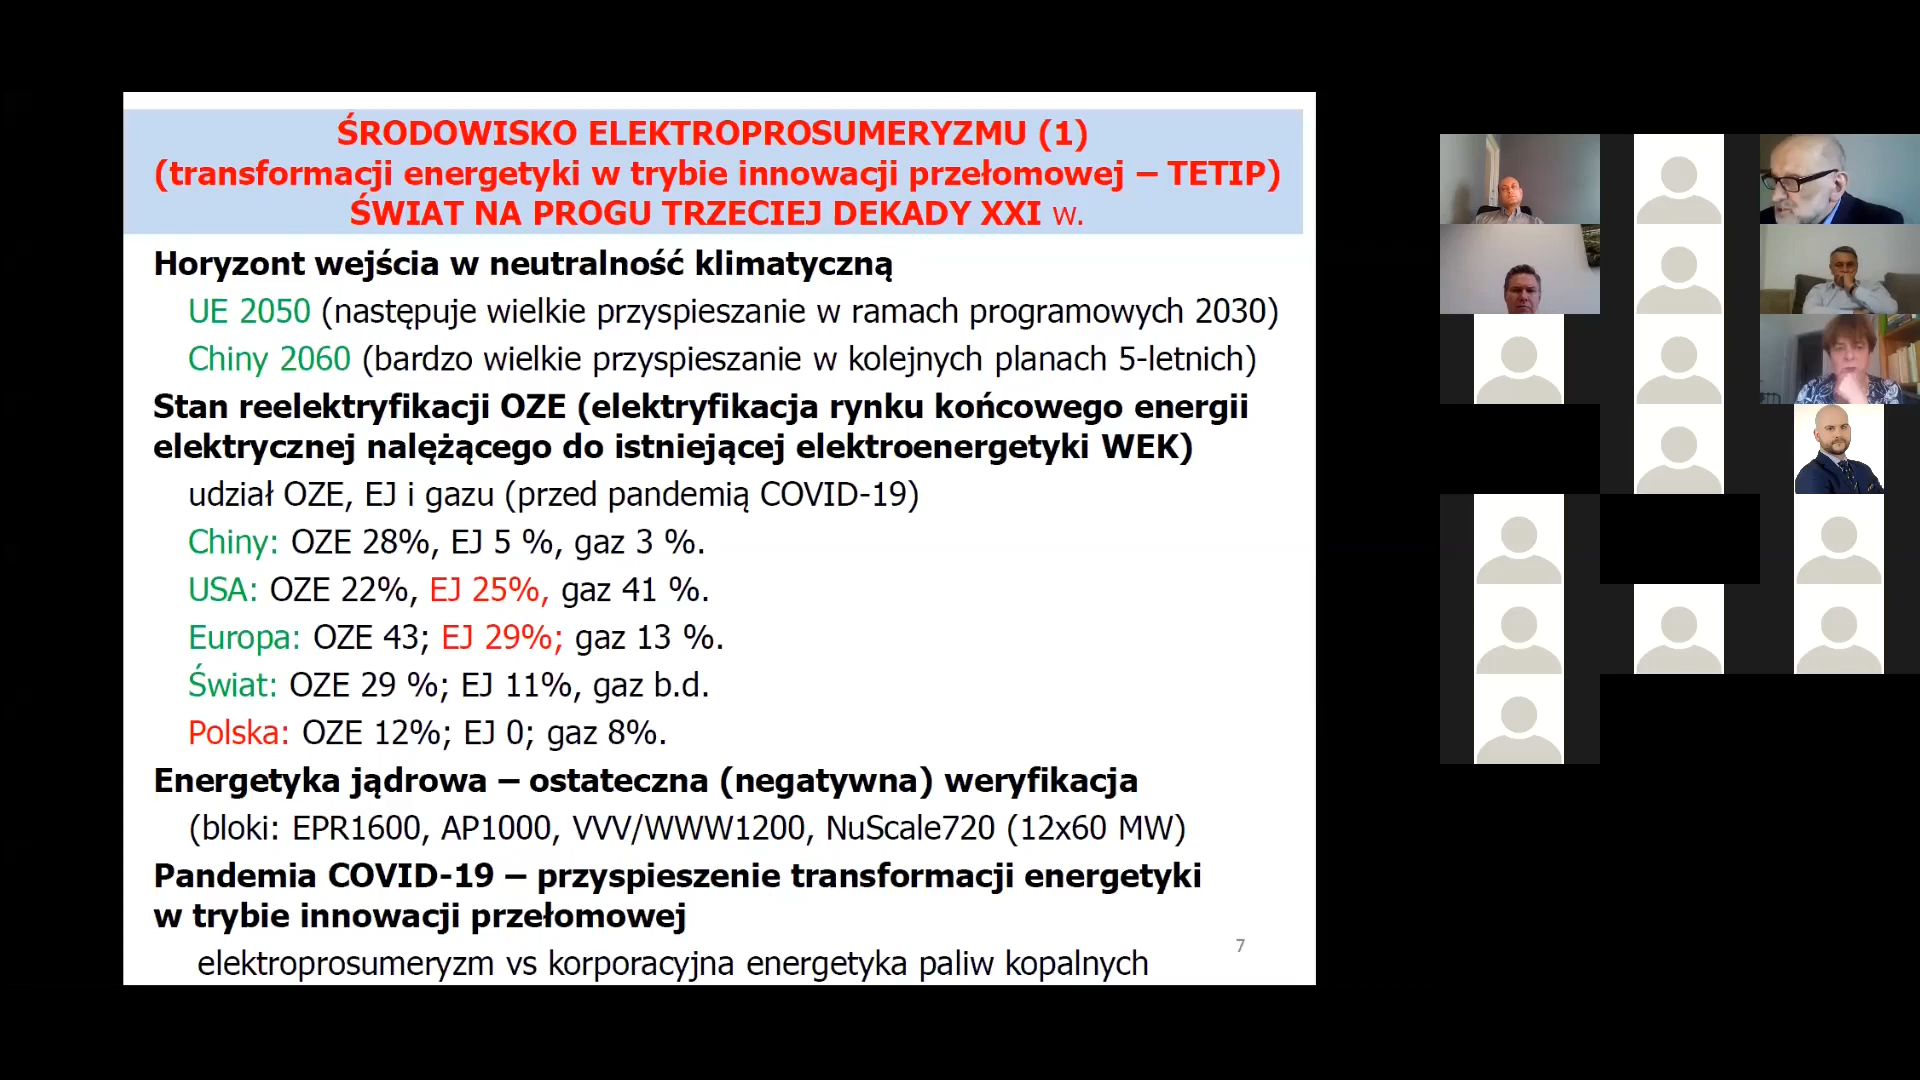 ŚRODOWISKO ELEKTROPROSUMERYZMU (1)
(transformacji energetyki w trybie innowacji przełomowej – TETIP)
ŚWIAT NA PROGU TRZECIEJ DEKADY XXI w.
Horyzont wejścia w neutralność klimatyczną
UE 2050 (następuje wielkie przyspieszanie w ramach programowych 2030)
Chiny 2060 (bardzo wielkie przyspieszanie w kolejnych planach 5-letnich)
Stan reelektryfikacji OZE (elektryfikacja rynku końcowego energii
elektrycznej nalężącego do istniejącej elektroenergetyki WEK)
udział OZE, EJ i gazu (przed pandemią COVID-19)
Chiny: OZE 28%, EJ 5 %, gaz 3 %.
USA: OZE 22%, EJ 25%, gaz 41 %.
Europa: OZE 43; EJ 29%; gaz 13 %.
Świat: OZE 29 %; EJ 11%, gaz b.d.
Polska: OZE 12%; EJ 0; gaz 8%.
Energetyka jądrowa – ostateczna (negatywna) weryfikacja
(bloki: EPR1600, AP1000, VVV/WWW1200, NuScale720 (12x60 MW)
Pandemia COVID-19 – przyspieszenie transformacji energetyki
w trybie innowacji przełomowej
elektroprosumeryzm vs korporacyjna energetyka paliw kopalnych
7